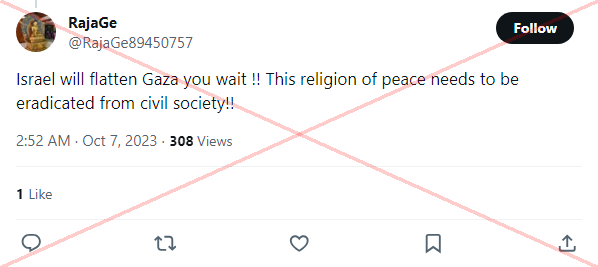 RajaGe
Follow
@RajaGe89450757
Israel will flatten Gaza you wait !! This religion of peace needs to be
eradicated from civil society!!
2:52 AM · Oct 7, 2023 · 308 Views
1 Like